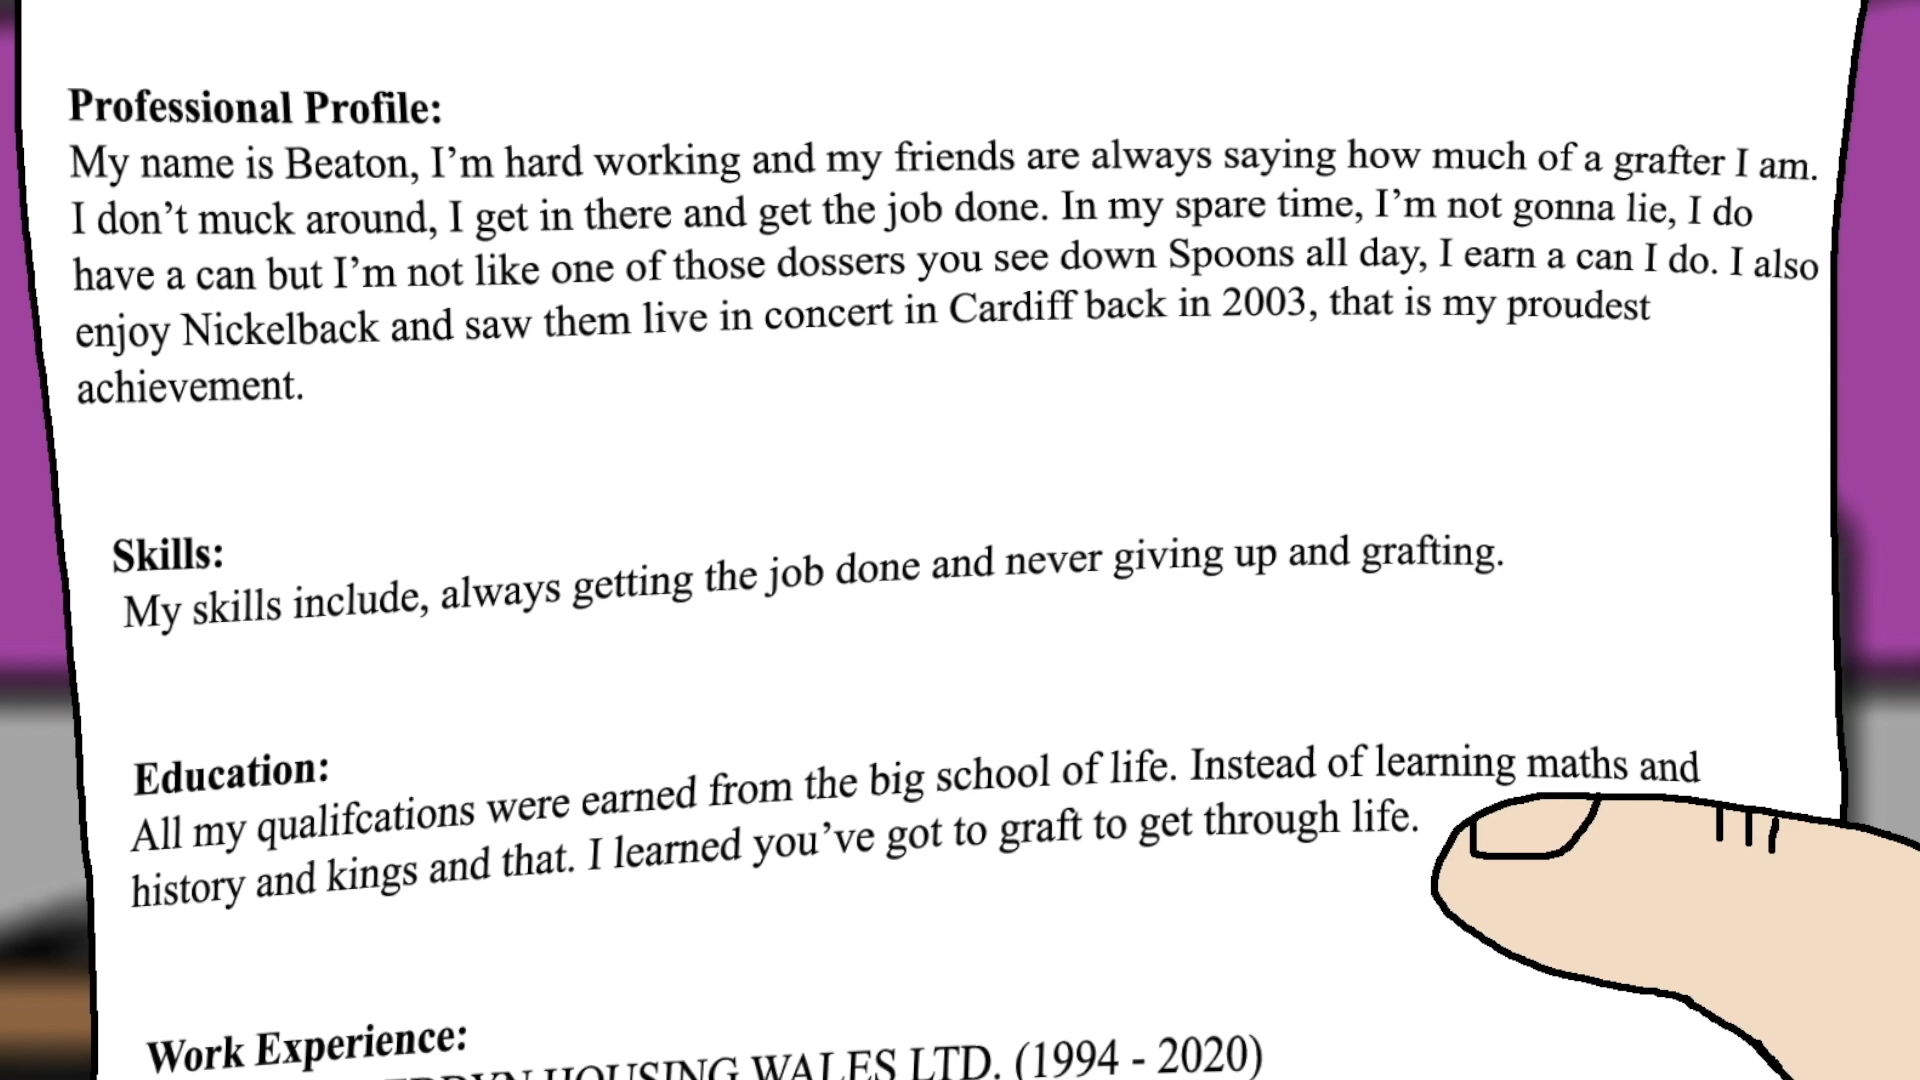 Professional Profile:
My name is Beaton, I’m hard working and my friends are always saying how much of a grafter I am.
I don’t muck around, I get in there and get the job done. In my spare time, I’m not gonna lie, I do
have a can but I’m not like one of those dossers you see down Spoons all day, I earn a can I do. I also
enjoy Nickelback and saw them live in concert in Cardiff back in 2003, that is my proudest
achievement.
Skills:
My skills include, always getting the job done and never giving up and grafting.
Education:
All my qualifcations were earned from the big school of life. Instead of learning maths and
history and kings and that. I learned you’ve got to graft to get through life.
Work Experience:
HOUSING WALES LTD. (1994 - 2020)